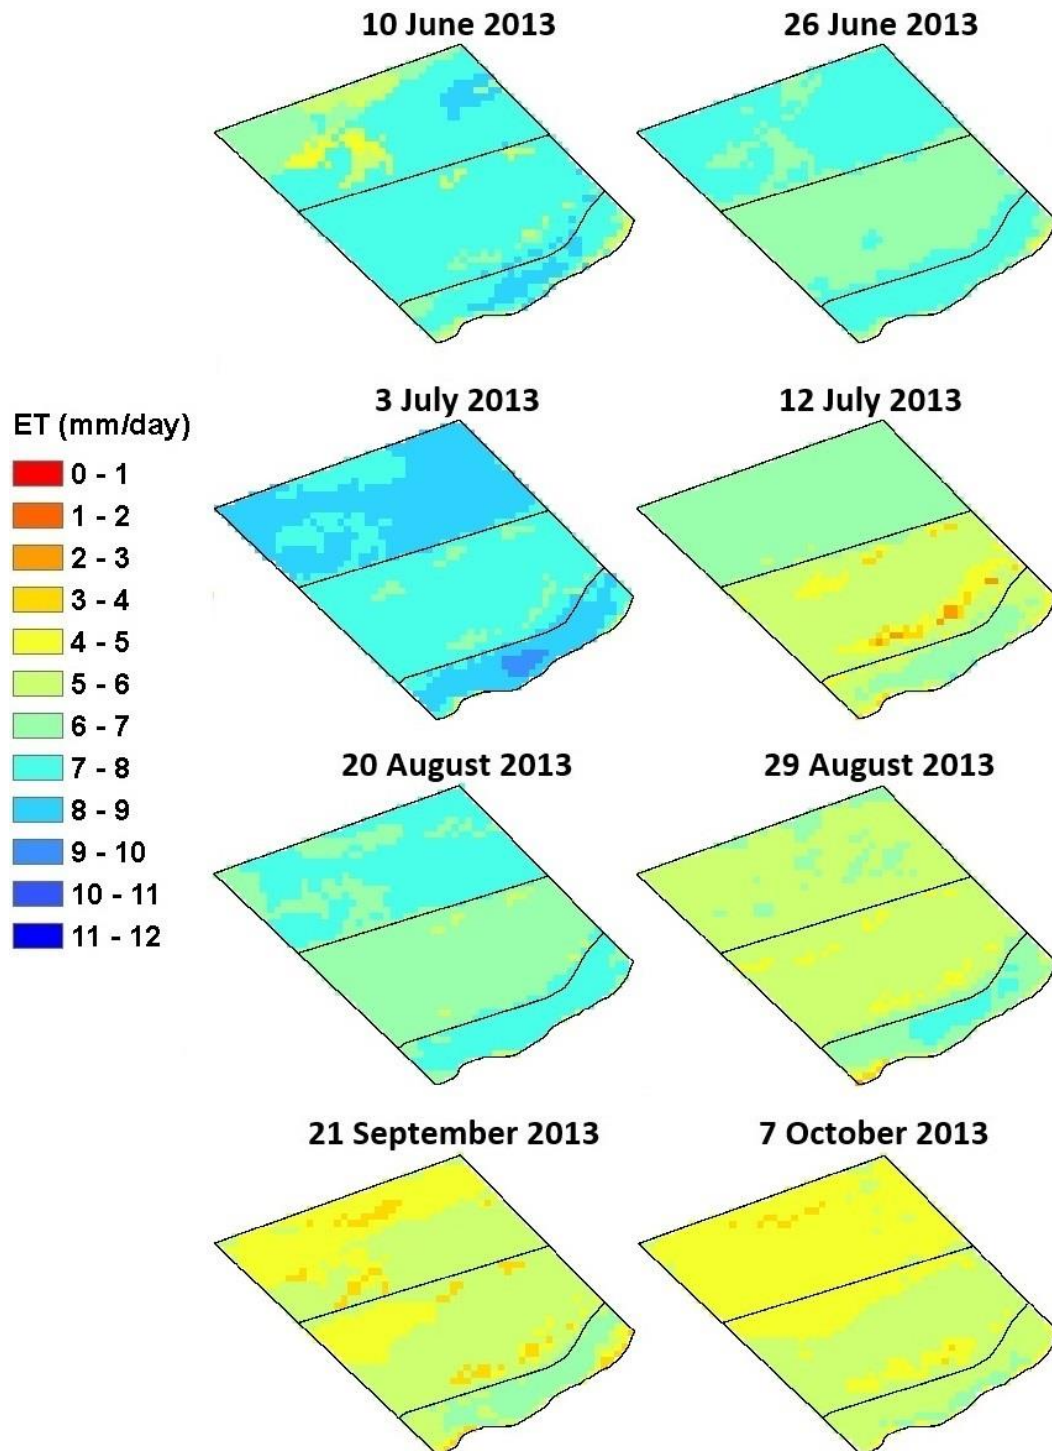 10 June 2013
26 June 2013
3 July 2013
12 July 2013
ET (mm/day)
0 - 1
1 - 2
2 - 3
3 - 4
4 - 5
5 - 6
6 - 7
7 - 8
8 - 9
9 - 10
10 - 11
11 - 12
20 August 2013
29 August 2013
21 September 2013
7 October 2013